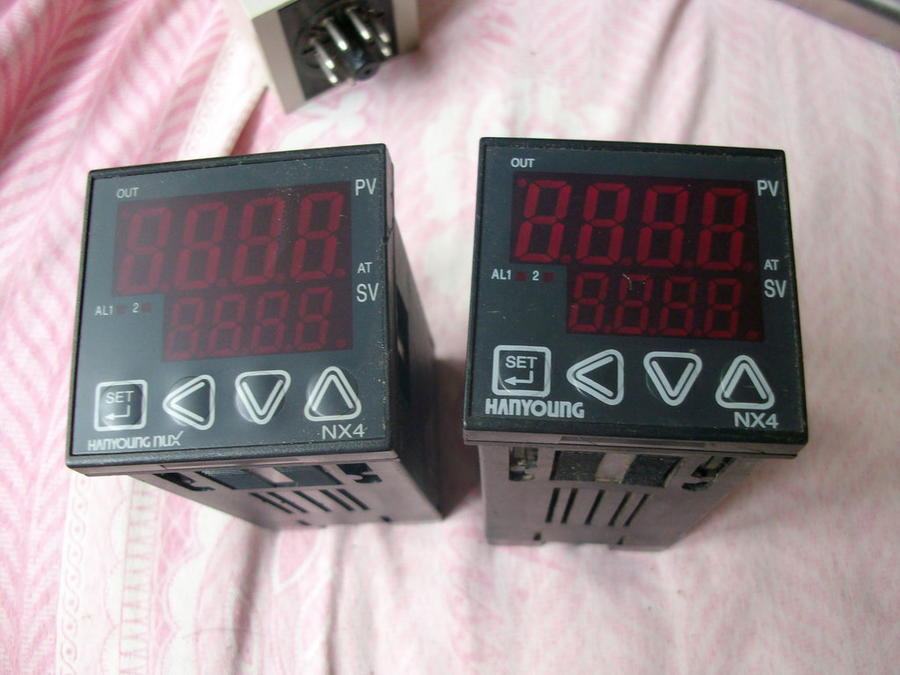 OUT
PV
AT
SV
AL1 2
SET
HANYOUNG NUX
NX4
OUT
PV
AT
AL1 2
SV
SET
HANYOUNG
NX4